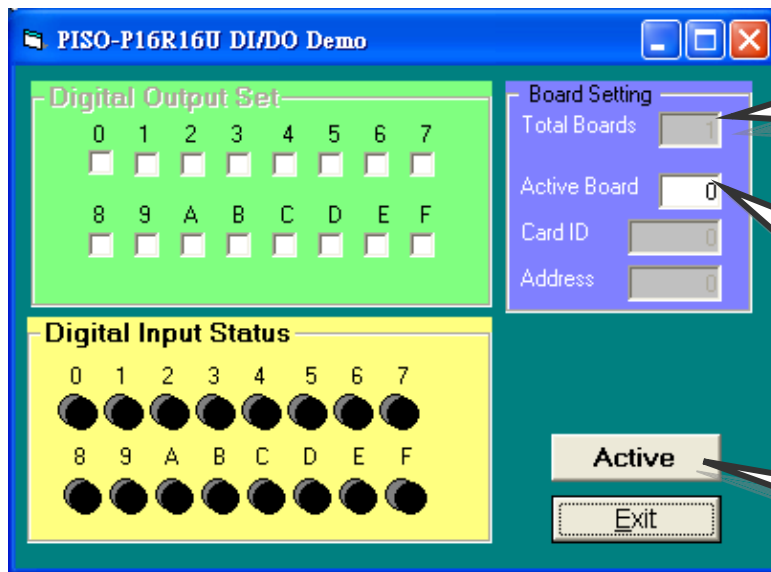 PISO-P16R16U DI/DO Demo
Digital Output Set
0 1 2 3 4 5 6 7
8 9 A B C D E F
Board Setting
Total Boards 1
Active Board 0
Card ID 0
Address 0
Digital Input Status
0 1 2 3 4 5 6 7
8 9 A B C D E F
Active
Exit